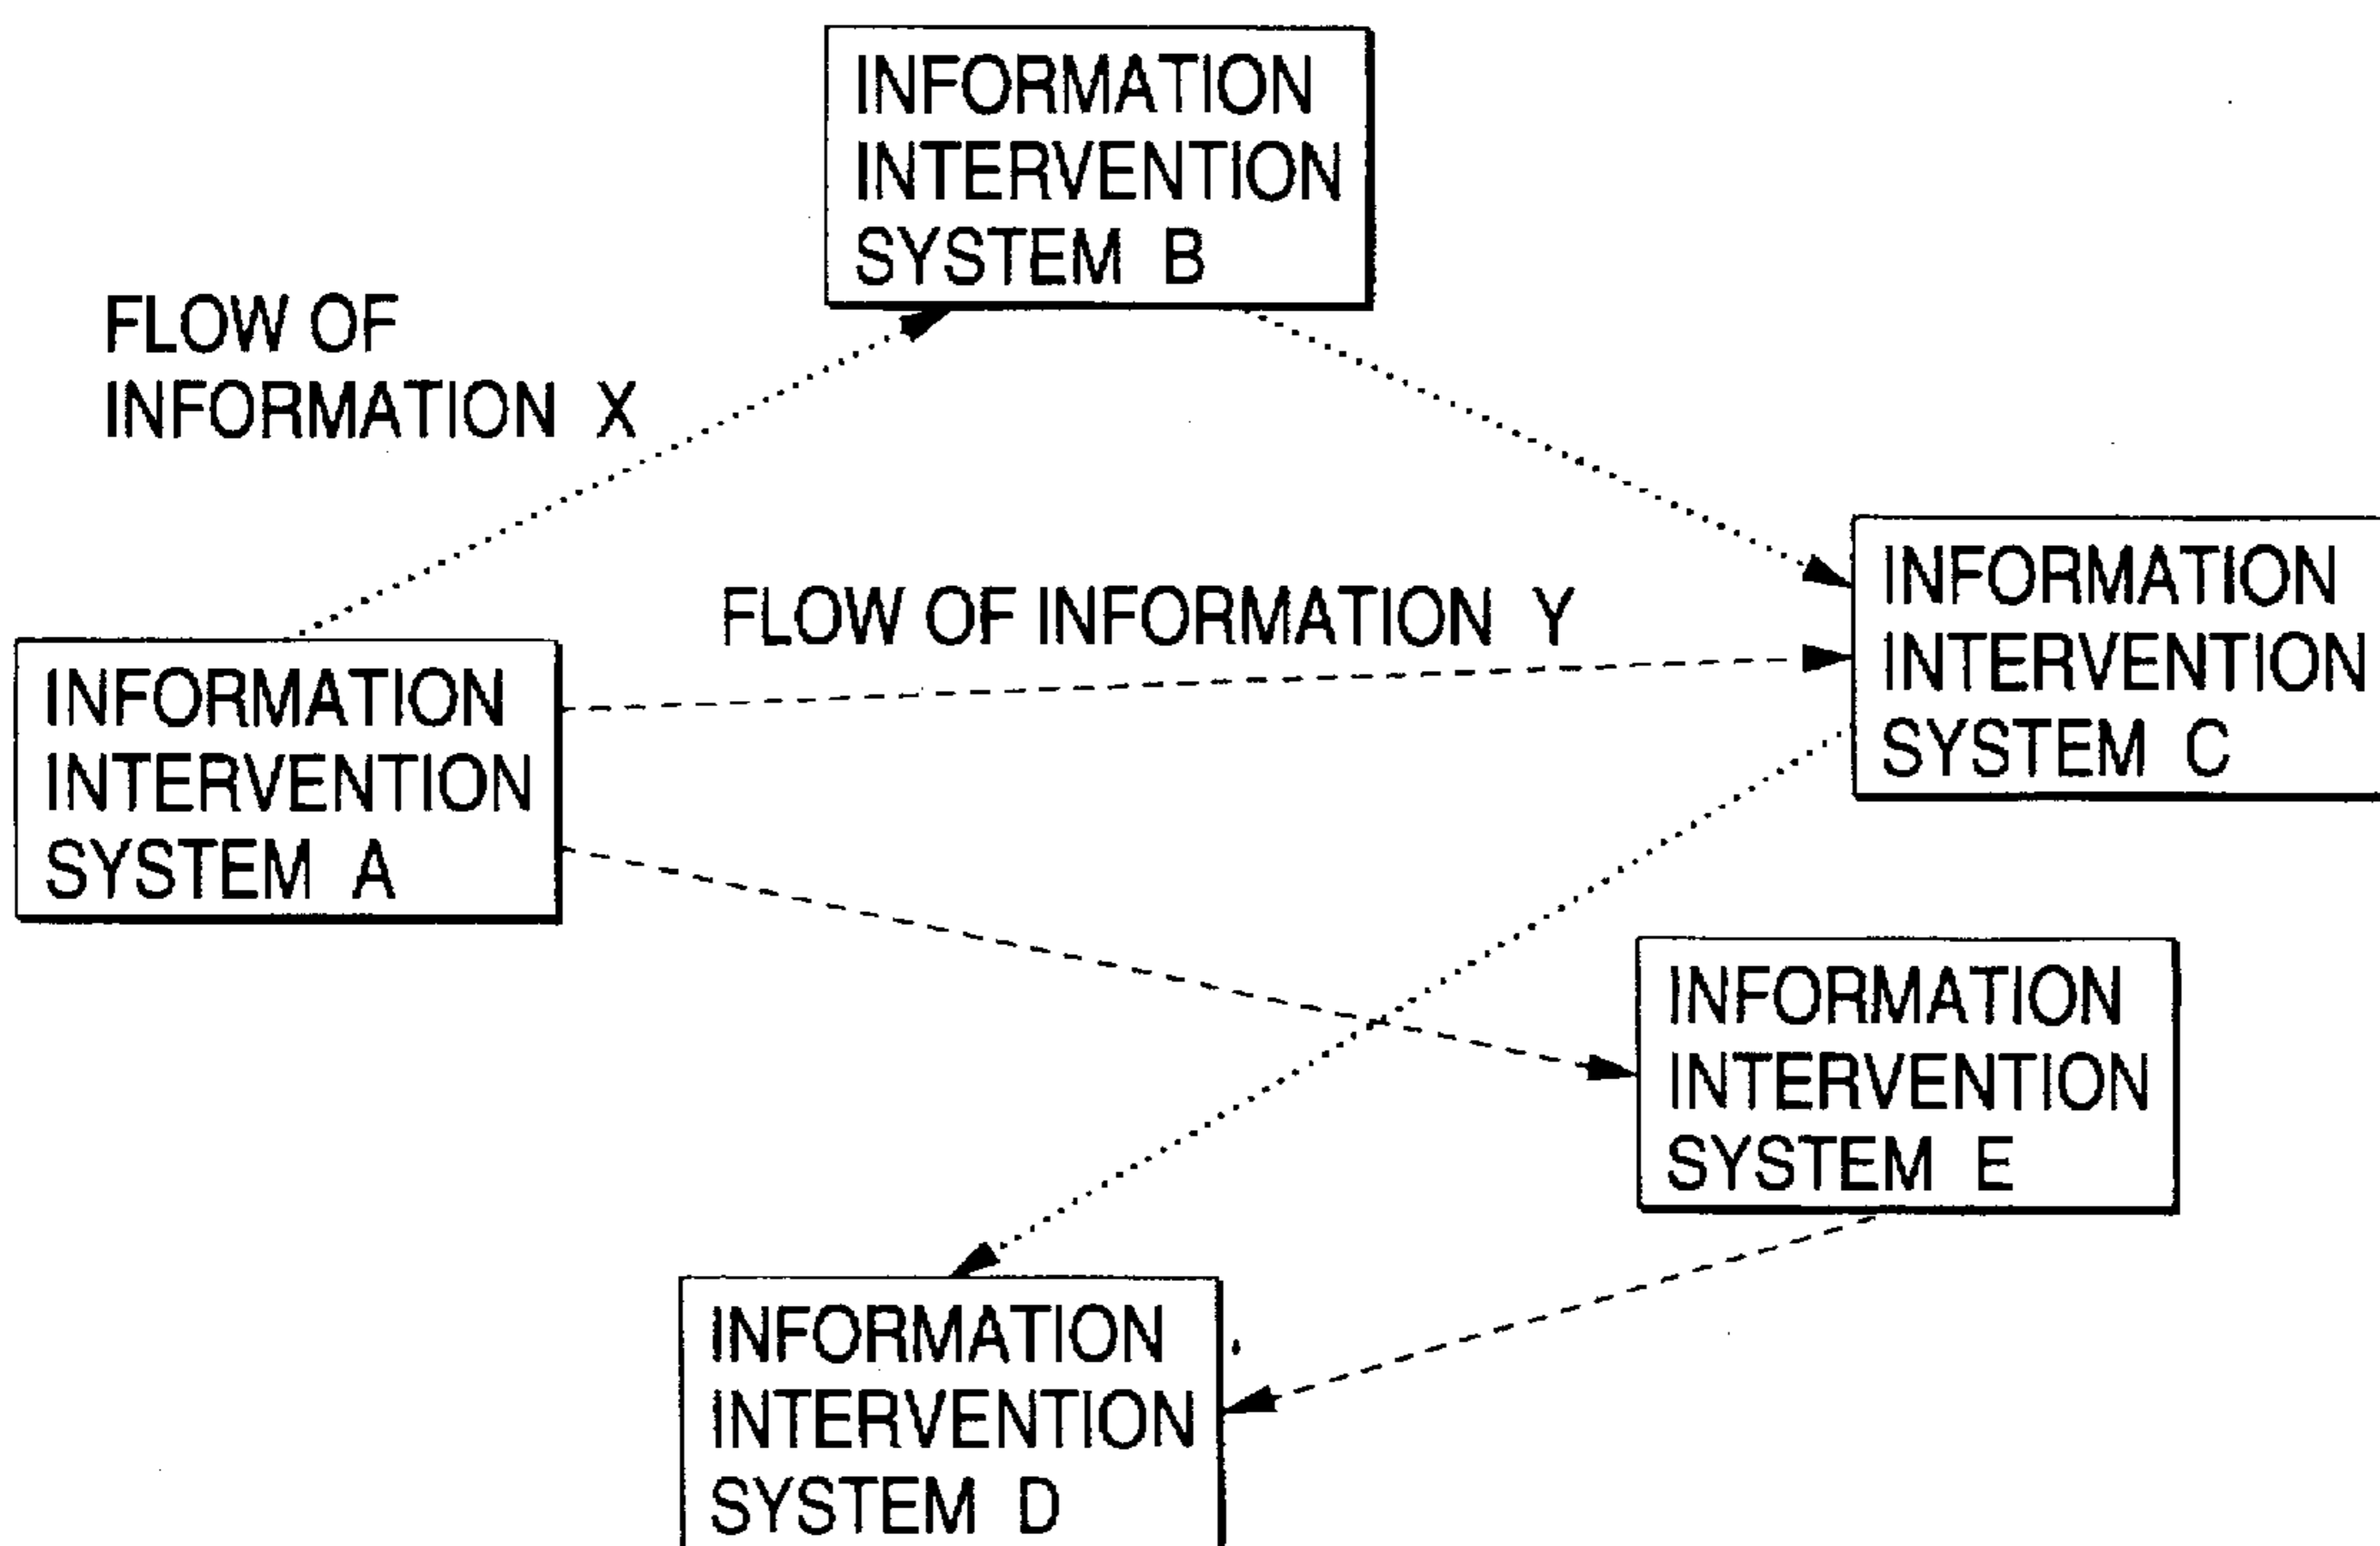 INFORMATION
INTERVENTION
SYSTEM B
FLOW OF
INFORMATION X
FLOW OF INFORMATION Y
INFORMATION
INTERVENTION
SYSTEM C
INFORMATION
INTERVENTION
SYSTEM A
INFORMATION
INTERVENTION
SYSTEM E
INFORMATION
INTERVENTION
SYSTEM D